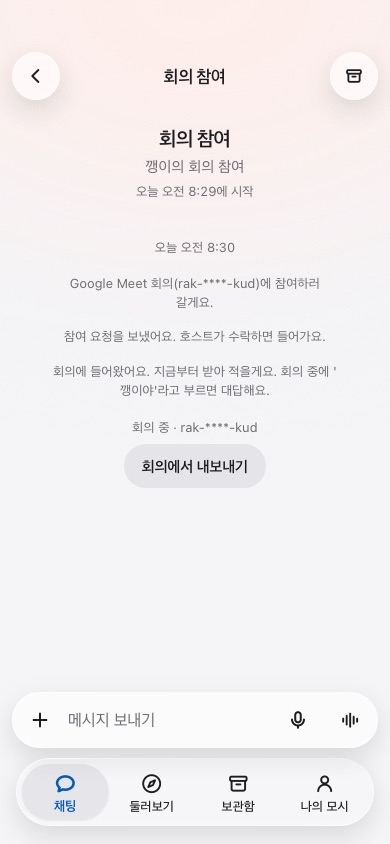 회의 참여
회의 참여
깽이의 회의 참여
오늘 오전 8:29에 시작
오늘 오전 8:30
Google Meet 회의(rak-****-kud)에 참여하러
갈게요.
참여 요청을 보냈어요. 호스트가 수락하면 들어가요.
회의에 들어왔어요. 지금부터 받아 적을게요. 회의 중에 '
깽이야'라고 부르면 대답해요.
회의 중 · rak-****-kud
회의에서 내보내기
메시지 보내기
채팅
둘러보기
보관함
나의 모시